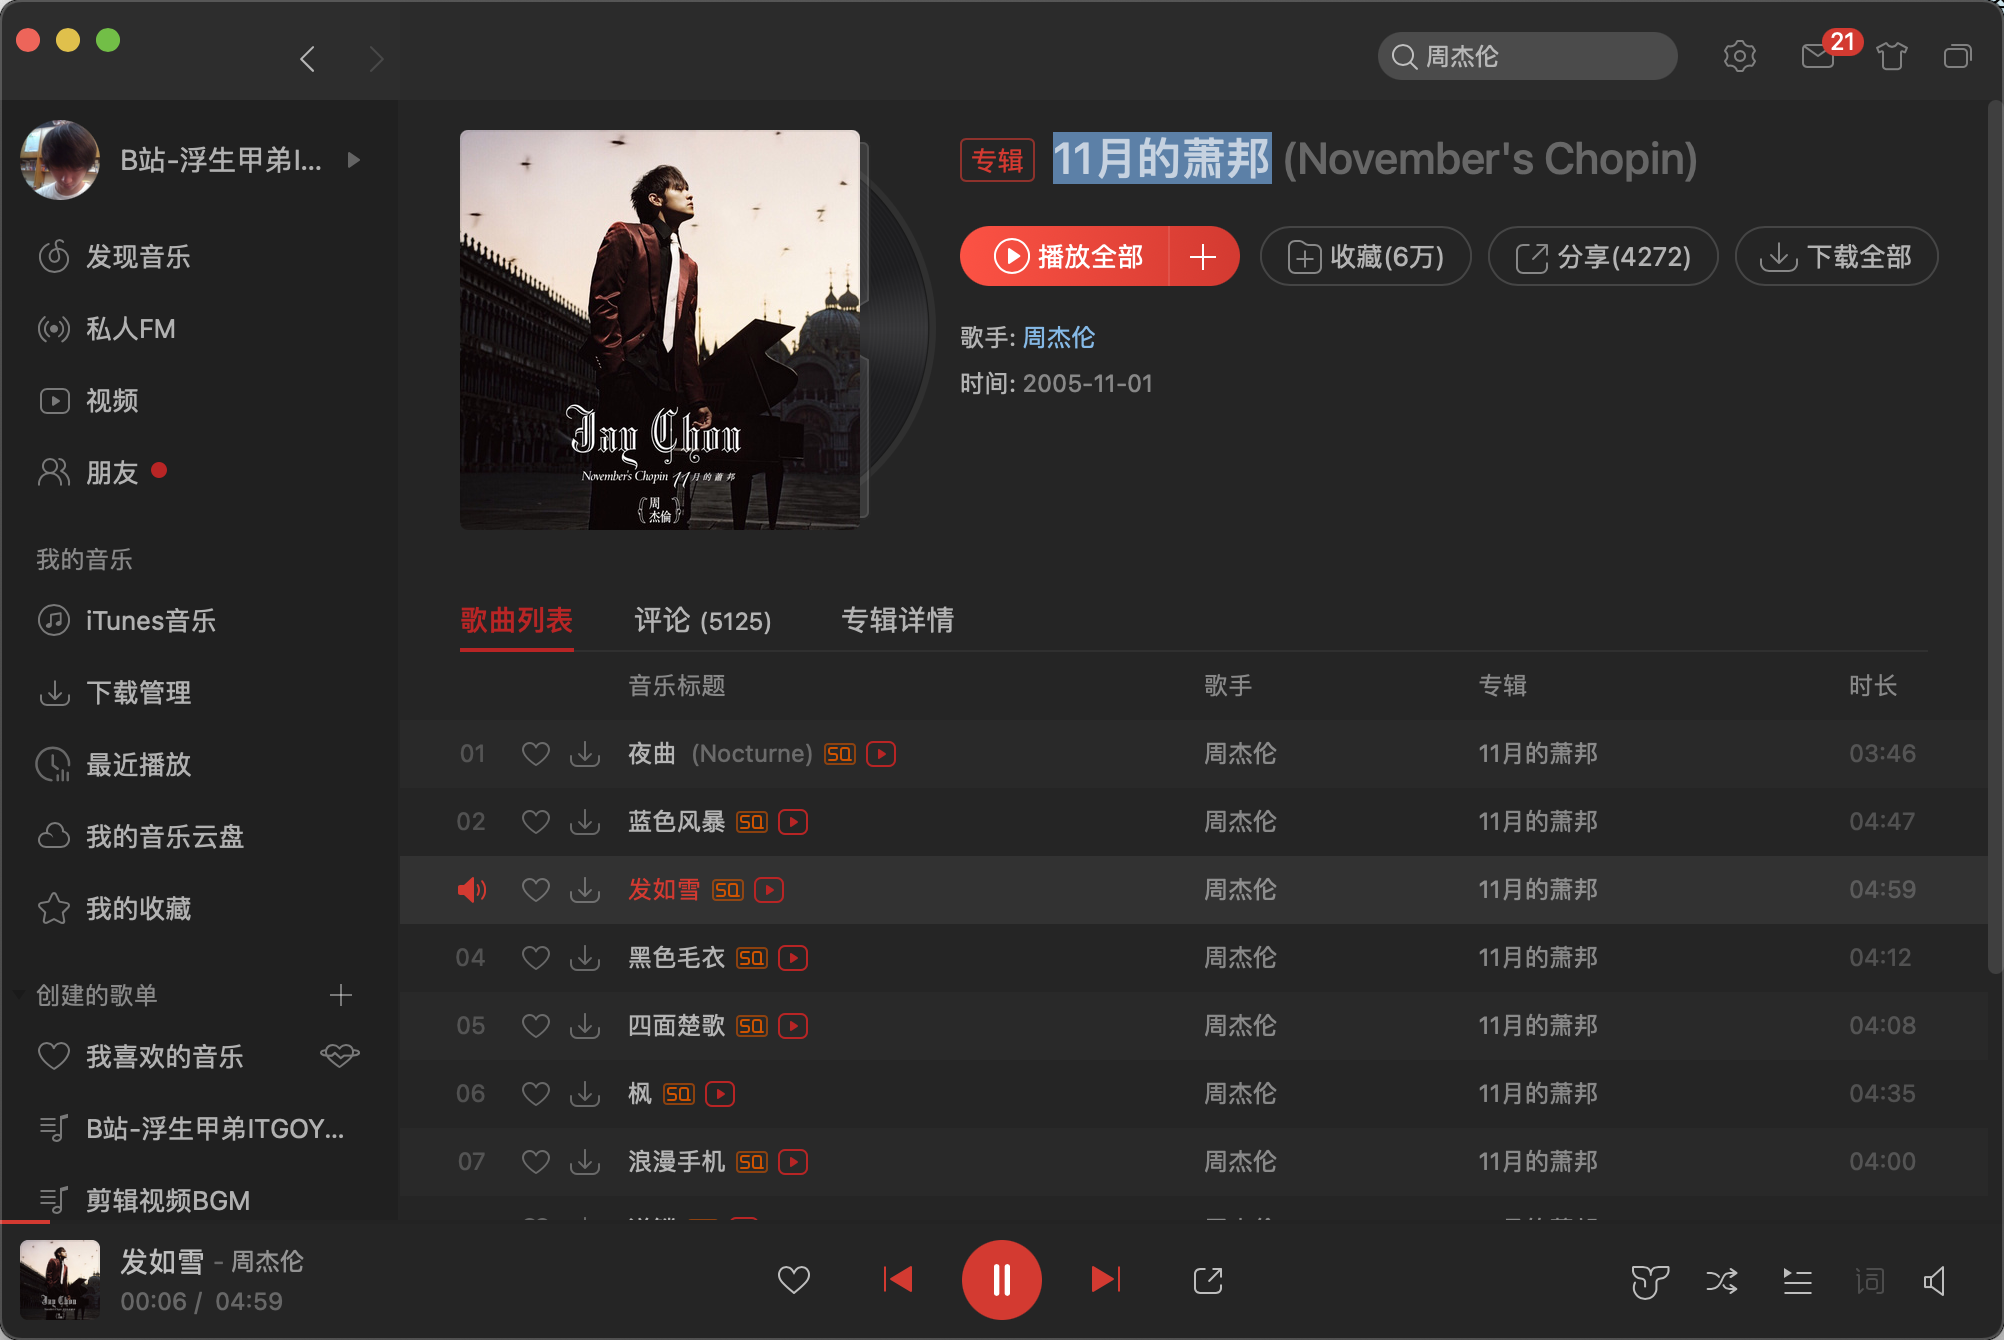 周杰伦
21
B站-浮生甲弟I...
发现音乐
私人FM
视频
朋友
我的音乐
iTunes音乐
下载管理
最近播放
我的音乐云盘
我的收藏
创建的歌单
我喜欢的音乐
B站-浮生甲弟ITGOY...
剪辑视频BGM
Jay Chou
November's Chopin 11月的萧邦
周
杰倫
专辑 11月的萧邦 (November's Chopin)
播放全部 收藏(6万) 分享(4272) 下载全部
歌手: 周杰伦
时间: 2005-11-01
歌曲列表 评论 (5125) 专辑详情
音乐标题 歌手 专辑 时长
01 夜曲 (Nocturne) SQ 周杰伦 11月的萧邦 03:46
02 蓝色风暴 SQ 周杰伦 11月的萧邦 04:47
发如雪 SQ 周杰伦 11月的萧邦 04:59
04 黑色毛衣 SQ 周杰伦 11月的萧邦 04:12
05 四面楚歌 SQ 周杰伦 11月的萧邦 04:08
06 枫 SQ 周杰伦 11月的萧邦 04:35
07 浪漫手机 SQ 周杰伦 11月的萧邦 04:00
发如雪 - 周杰伦
00:06 / 04:59
Jay Chou
词